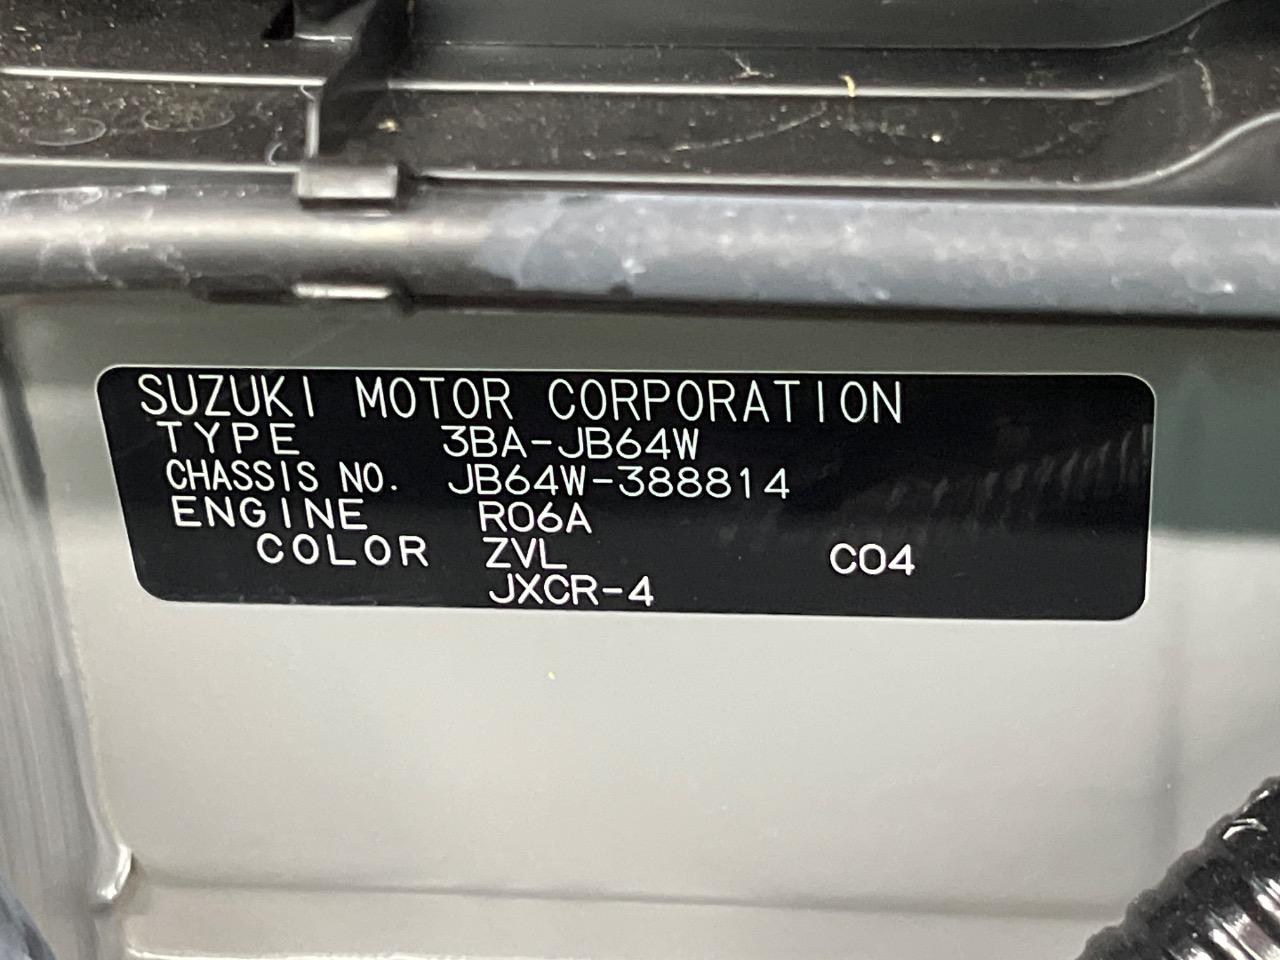 SUZUKI MOTOR CORPORATION
TYPE 3BA-JB64W
CHASSIS NO. JB64W-388814
ENGINE R06A
COLOR ZVL C04
JXCR-4